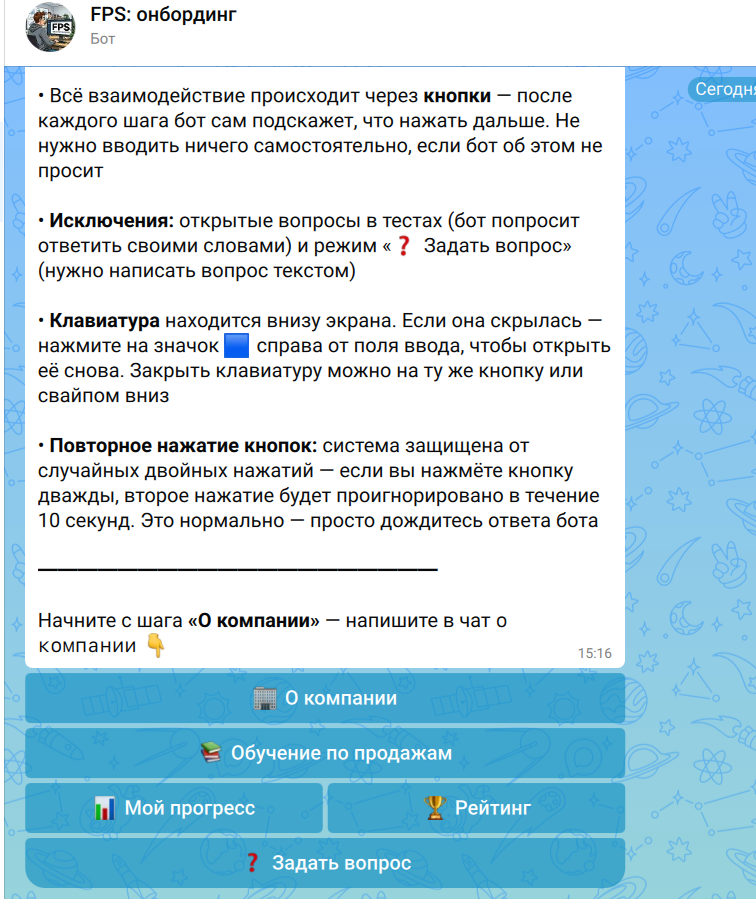 FPS: онбординг
FPS
Бот
Сегодня
• Всё взаимодействие происходит через кнопки — после
каждого шага бот сам подскажет, что нажать дальше. Не
нужно вводить ничего самостоятельно, если бот об этом не
просит
• Исключения: открытые вопросы в тестах (бот попросит
ответить своими словами) и режим «❓ Задать вопрос»
(нужно написать вопрос текстом)
• Клавиатура находится внизу экрана. Если она скрылась —
нажмите на значок 🟦 справа от поля ввода, чтобы открыть
её снова. Закрыть клавиатуру можно на ту же кнопку или
свайпом вниз
• Повторное нажатие кнопок: система защищена от
случайных двойных нажатий — если вы нажмёте кнопку
дважды, второе нажатие будет проигнорировано в течение
10 секунд. Это нормально — просто дождитесь ответа бота
Начните с шага «О компании» — напишите в чат о
компании 👇
15:16
🏢 О компании
📚 Обучение по продажам
📊 Мой прогресс
🏆 Рейтинг
❓ Задать вопрос